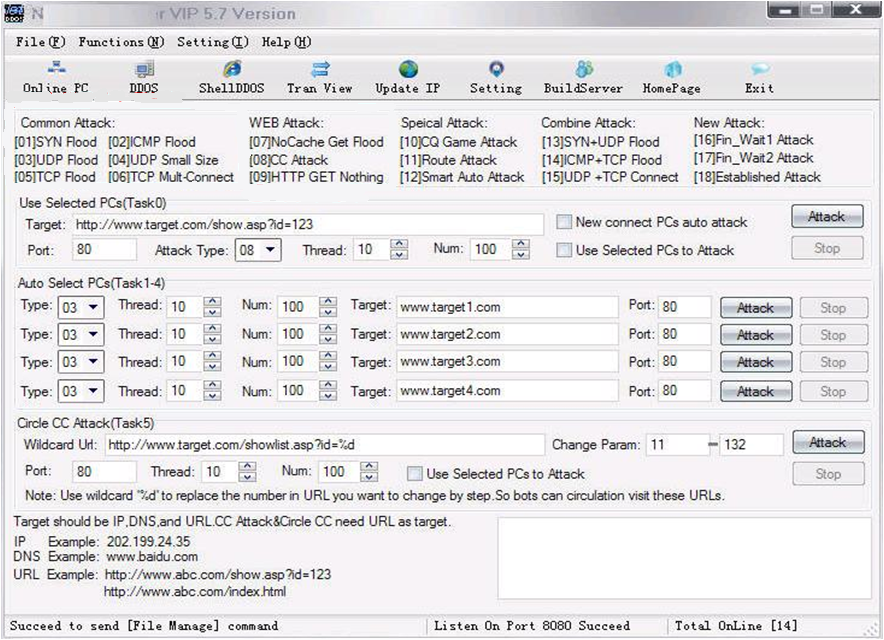 DDOS N er VIP 5.7 Version
File(F) Functions(N) Setting(I) Help(H)
Online PC DDOS ShellDDOS Tran View Update IP Setting BuildServer HomePage Exit
Common Attack: WEB Attack: Speical Attack: Combine Attack: New Attack:
[01]SYN Flood [02]ICMP Flood [07]NoCache Get Flood [10]CQ Game Attack [13]SYN+UDP Flood [16]Fin_Wait1 Attack
[03]UDP Flood [04]UDP Small Size (08]CC Attack [11]Route Attack [14]ICMP+TCP Flood [17]Fin_Wait2 Attack
[05]TCP Flood [06]TCP Mult-Connect [09]HTTP GET Nothing [12]Smart Auto Attack [15]UDP +TCP Connect [18]Established Attack
Use Selected PCs(Task0)
Target: http://www.target.com/show.asp?id=123 New connect PCs auto attack Attack
Port: 80 Attack Type: 08 Thread: 10 Num: 100 Use Selected PCs to Attack Stop
Auto Select PCs(Task1-4)
Type: 03 Thread: 10 Num: 100 Target: www.target1.com Port: 80 Attack Stop
Type: 03 Thread: 10 Num: 100 Target: www.target2.com Port: 80 Attack Stop
Type: 03 Thread: 10 Num: 100 Target: www.target3.com Port: 80 Attack Stop
Type: 03 Thread: 10 Num: 100 Target: www.target4.com Port: 80 Attack Stop
Circle CC Attack(Task5)
Wildcard Url: http://www.target.com/showlist.asp?id=%d Change Param: 11 132 Attack
Port: 80 Thread: 10 Num: 100 Use Selected PCs to Attack Stop
Note: Use wildcard '%d' to replace the number in URL you want to change by step.So bots can circulation visit these URLs.
Target should be IP,DNS,and URL.CC Attack&Circle CC need URL as target.
IP Example: 202.199.24.35
DNS Example: www.baidu.com
URL Example: http://www.abc.com/show.asp?id=123
http://www.abc.com/index.html
Succeed to send [File Manage] command Listen On Port 8080 Succeed Total OnLine [14]